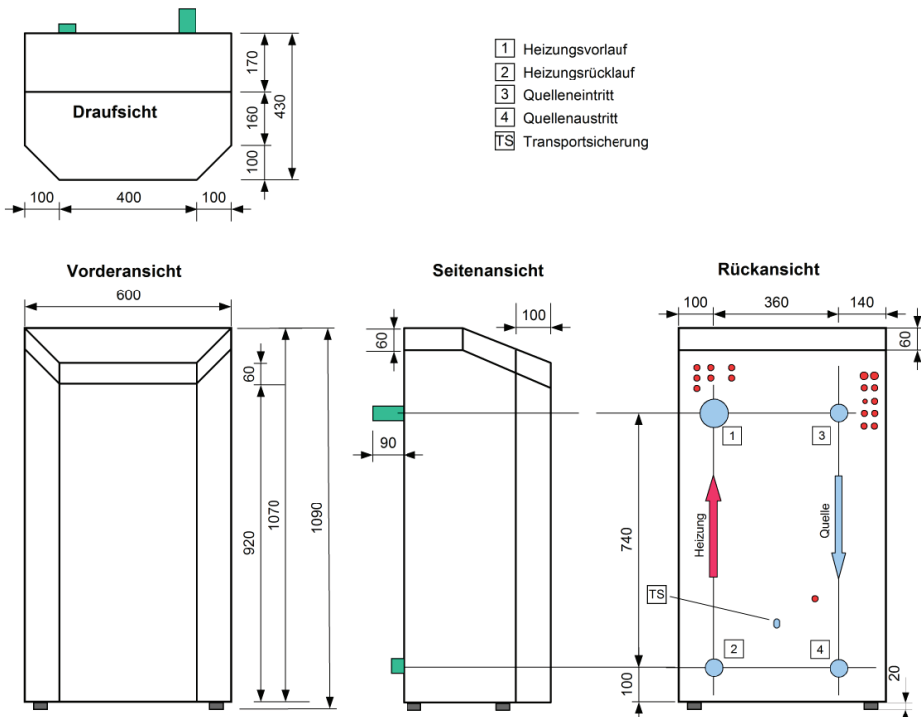 170
160
430
100
Draufsicht
100
400
100
1 Heizungsvorlauf
2 Heizungsrücklauf
3 Quelleneintritt
4 Quellenaustritt
TS Transportsicherung
Vorderansicht
600
60
920
1070
1090
Seitenansicht
100
60
90
740
100
Rückansicht
100
360
140
60
1
3
Heizung
Quelle
TS
2
4
20